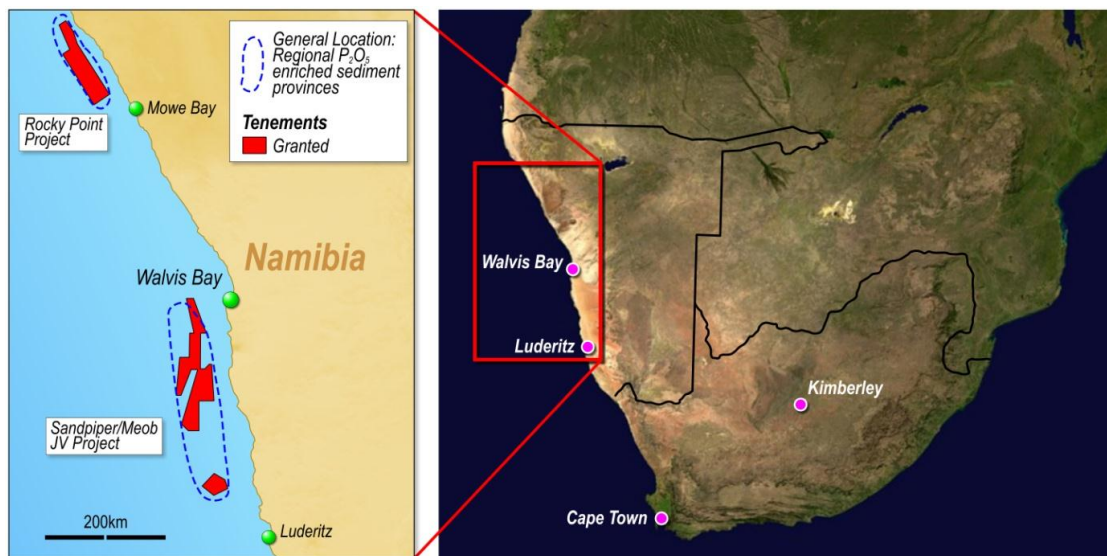 General Location:
Regional P₂O₅
enriched sediment
provinces
Tenements
Granted
Mowe Bay
Rocky Point
Project
Namibia
Walvis Bay
Sandpiper/Meob
JV Project
200km
Luderitz
Walvis Bay
Luderitz
Kimberley
Cape Town